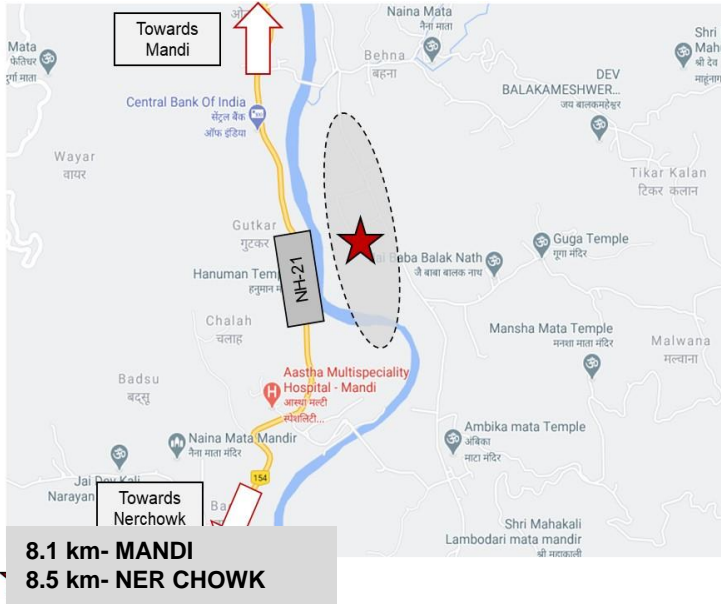 Towards
Mandi
Naina Mata
नैना माता
Mata
Behna
बहना
Shri
DEV
BALAKAMESHWER...
जय बालकमहेश्वर
Central Bank Of India
सेंट्रल बैंक
ऑफ इंडिया
Wayar
वायर
Tikar Kalan
टिकर कलान
Gutkar
गुटकर
NH-21
Baba Balak Nath
जै बाबा बालक नाथ
Guga Temple
गूगा मंदिर
Hanuman
Chalah
चलाह
Mansha Mata Temple
मनशा माता मंदिर
Malwana
मल्वाना
Aastha Multispeciality
Hospital - Mandi
आस्था मल्टी
स्पेशलिटी...
Badsu
बदसू
Naina Mata Mandir
नैना माता मंदिर
Ambika mata Temple
अंबिका
माटा मंदिर
Jai Devi Kali
Narayan
154
Towards
Nerchowk
Shri Mahakali
Lambodari mata mandir
श्री महाकाली
8.1 km- MANDI
8.5 km- NER CHOWK